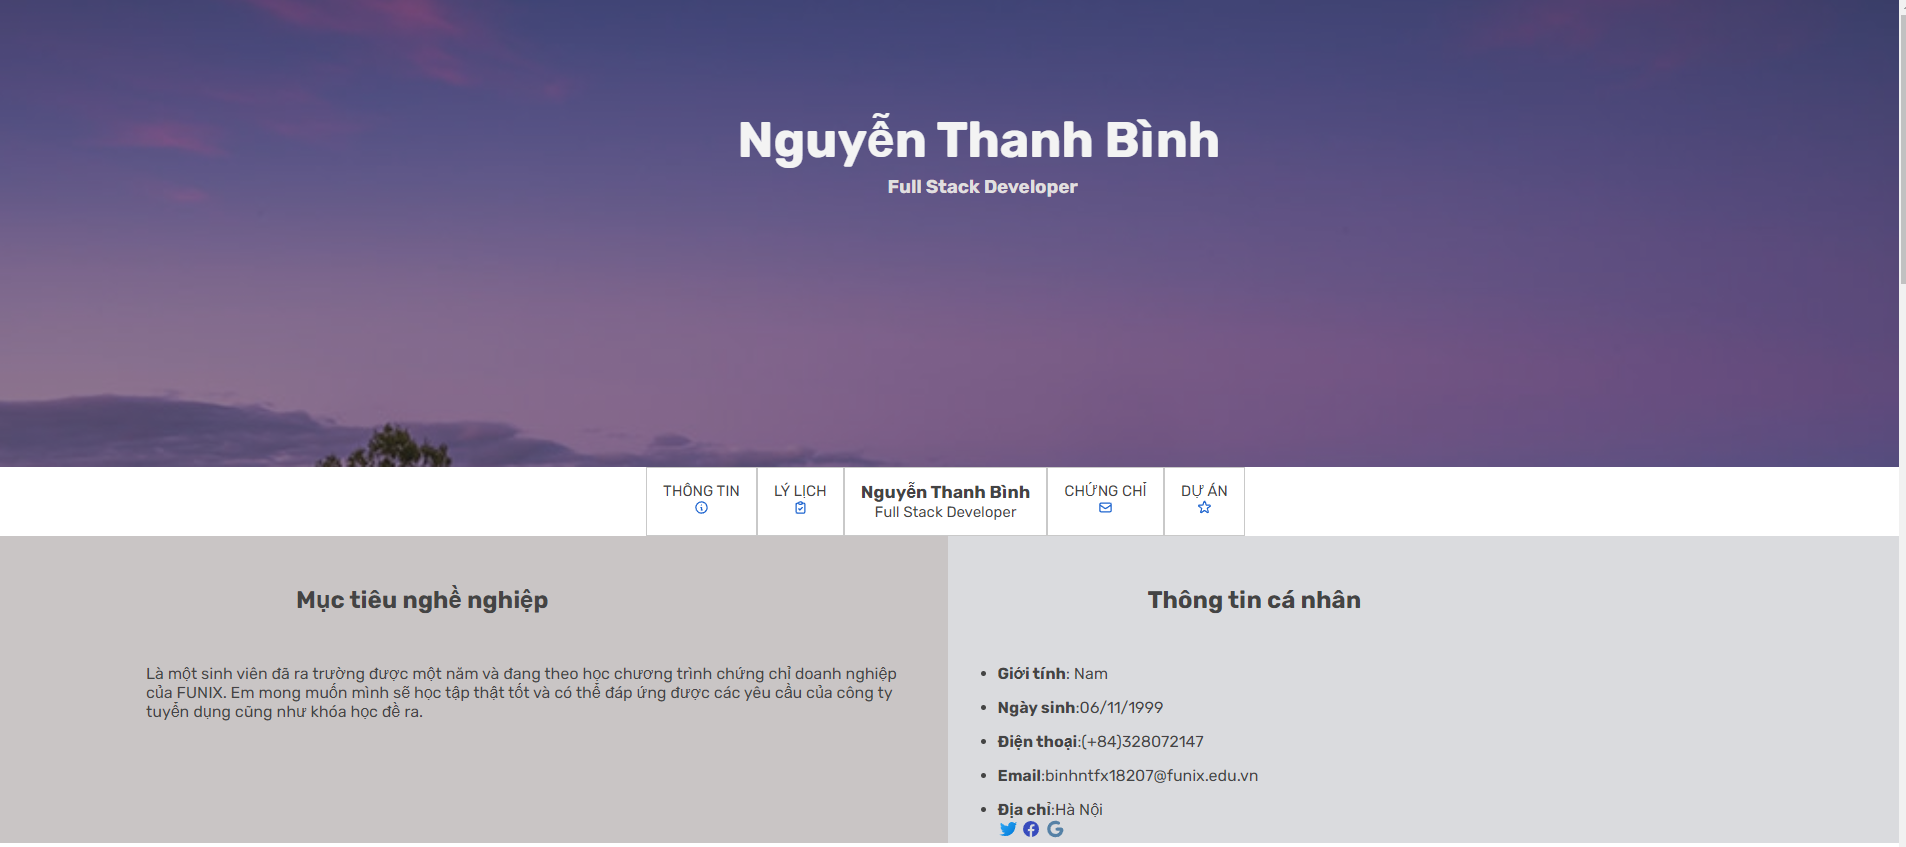 Nguyễn Thanh Bình
Full Stack Developer
THÔNG TIN
LÝ LỊCH
Nguyễn Thanh Bình
Full Stack Developer
CHỨNG CHỈ
DỰ ÁN
Mục tiêu nghề nghiệp
Là một sinh viên đã ra trường được một năm và đang theo học chương trình chứng chỉ doanh nghiệp
của FUNIX. Em mong muốn mình sẽ học tập thật tốt và có thể đáp ứng được các yêu cầu của công ty
tuyển dụng cũng như khóa học đề ra.
Thông tin cá nhân
Giới tính: Nam
Ngày sinh:06/11/1999
Điện thoại:(+84)328072147
Email:binhntfx18207@funix.edu.vn
Địa chỉ:Hà Nội